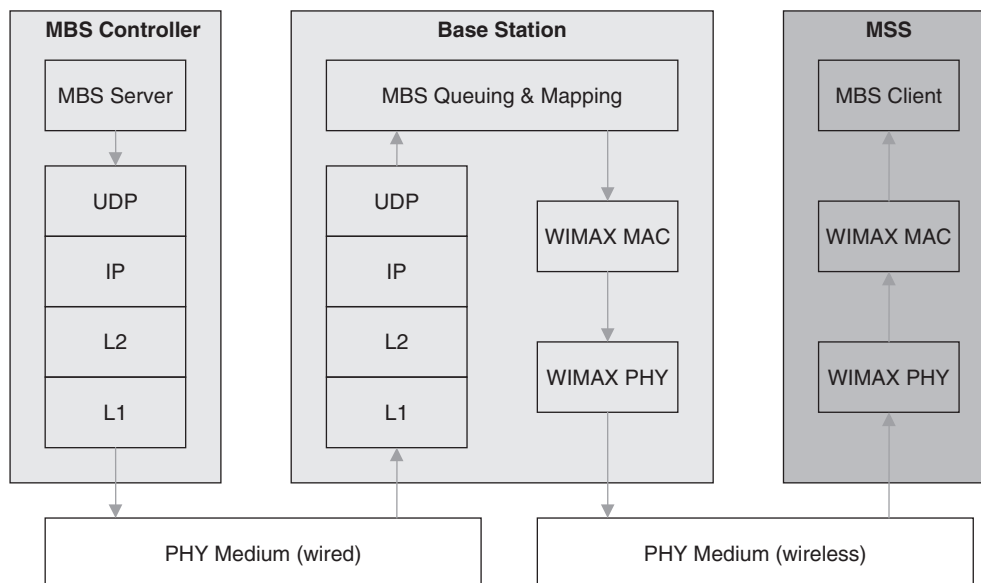 MBS Controller
MBS Server
UDP
IP
L2
L1
Base Station
MBS Queuing & Mapping
UDP
IP
L2
L1
WIMAX MAC
WIMAX PHY
MSS
MBS Client
WIMAX MAC
WIMAX PHY
PHY Medium (wired)
PHY Medium (wireless)